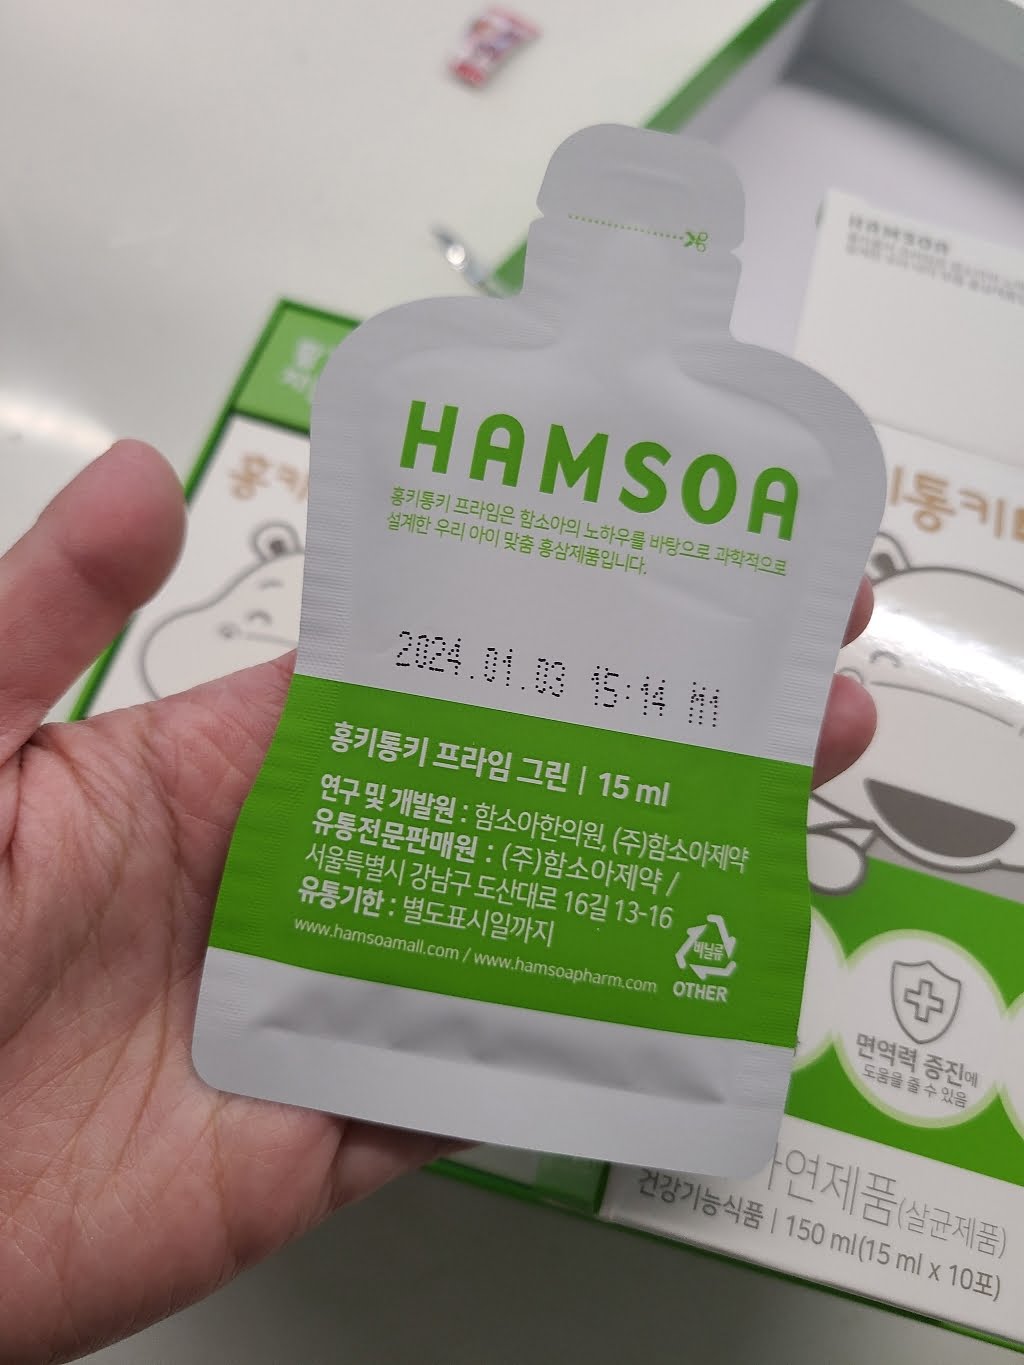 HAMSOA
홍키통키 프라임은 함소아의 노하우를 바탕으로 과학적으로
설계한 우리 아이 맞춤 홍삼제품입니다.
2024.01.03 15:14 M1
홍키통키 프라임 그린 | 15 ml
연구 및 개발원 : 함소아한의원, (주)함소아제약
유통전문판매원 : (주)함소아제약 /
서울특별시 강남구 도산대로 16길 13-16
유통기한 : 별도표시일까지
www.hamsoamall.com / www.hamsoapharm.com
비닐류
OTHER
HAMSOA
홍키
통키
면역력 증진에
도움을 줄 수 있음
연제품(살균제품)
건강기능식품 | 150 ml(15 ml x 10포)